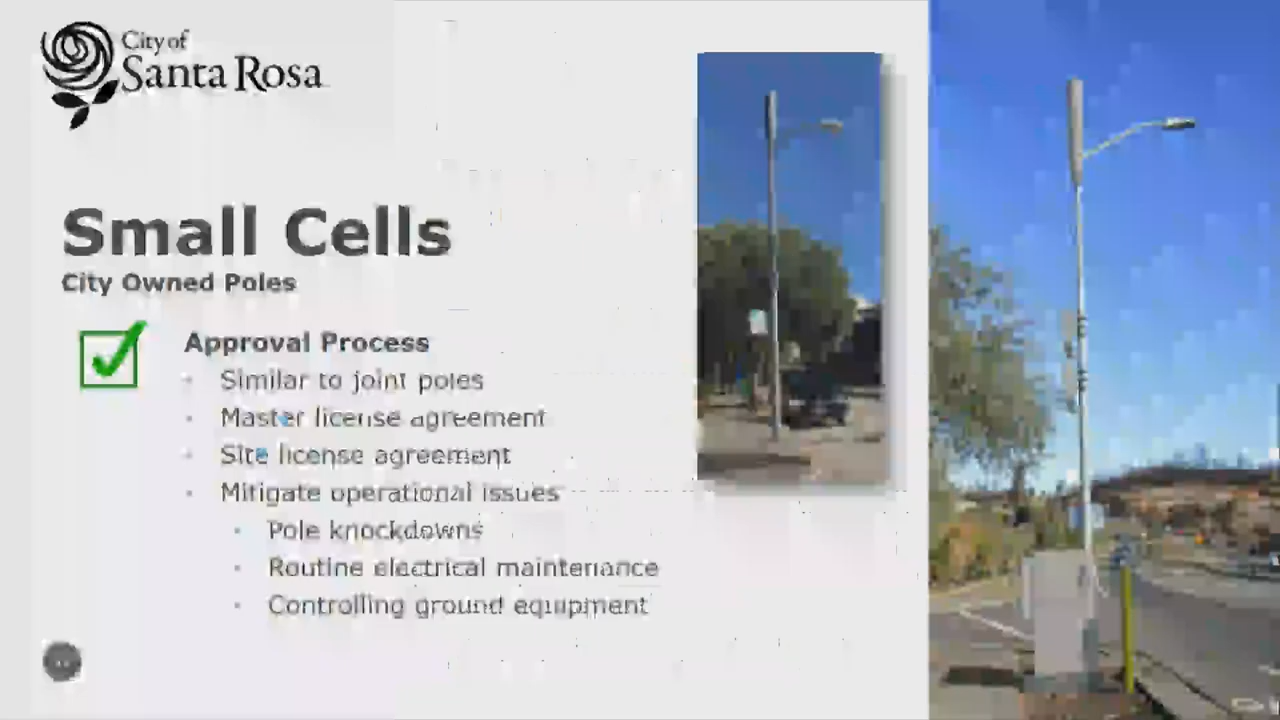 City of
Santa Rosa
Small Cells
City Owned Poles
Approval Process
Similar to joint poles
Master license agreement
Site license agreement
Mitigate operational issues
Pole knockdowns
Routine electrical maintenance
Controlling ground equipment